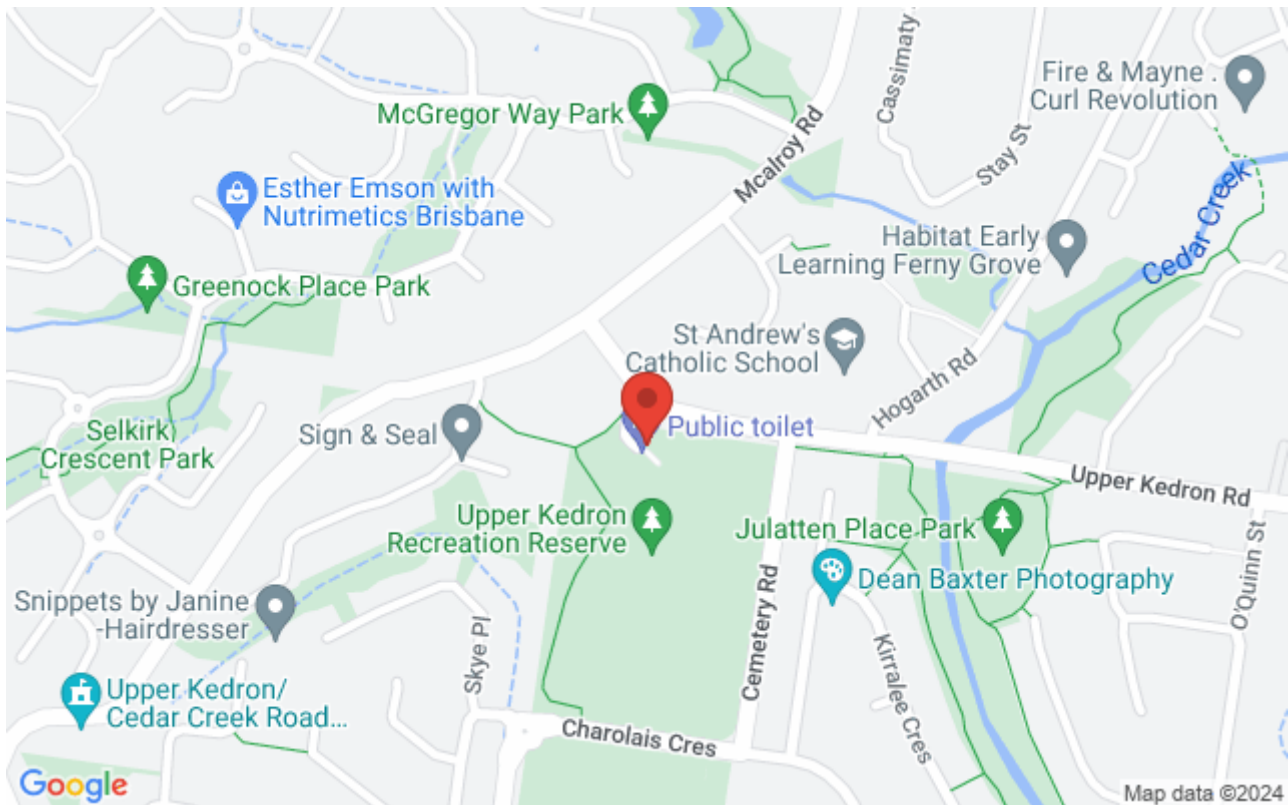 Fire & Mayne .
Curl Revolution
Cassimaty
McGregor Way Park
Mcalroy Rd
Stay St
Esther Emson with
Nutrimetics Brisbane
Cedar Creek
Habitat Early
Learning Ferny Grove
Greenock Place Park
St Andrew's
Catholic School
Hogarth Rd
Selkirk
Crescent Park
Sign & Seal
Public toilet
Upper Kedron Rd
Upper Kedron
Recreation Reserve
Julatten Place Park
O'Quinn St
Dean Baxter Photography
Snippets by Janine
-Hairdresser
Skye Pl
Cemetery Rd
Kirralee Cres
Upper Kedron/
Cedar Creek Road...
Charolais Cres
Google
Map data ©2024